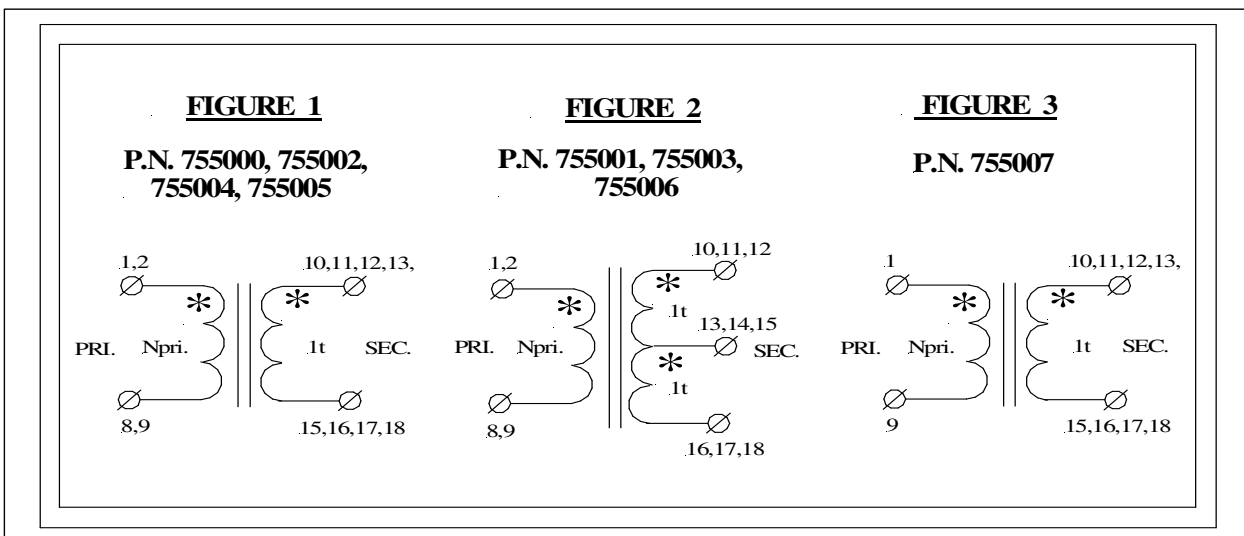 FIGURE 1
P.N. 755000, 755002,
755004, 755005
1,2
10,11,12,13,
*
*
PRI.
Npri.
1t
SEC.
8,9
15,16,17,18
FIGURE 2
P.N. 755001, 755003,
755006
1,2
10,11,12
*
*
1t
13,14,15
PRI.
Npri.
SEC.
*
1t
8,9
16,17,18
FIGURE 3
P.N. 755007
1
10,11,12,13,
*
*
PRI.
Npri.
1t
SEC.
9
15,16,17,18